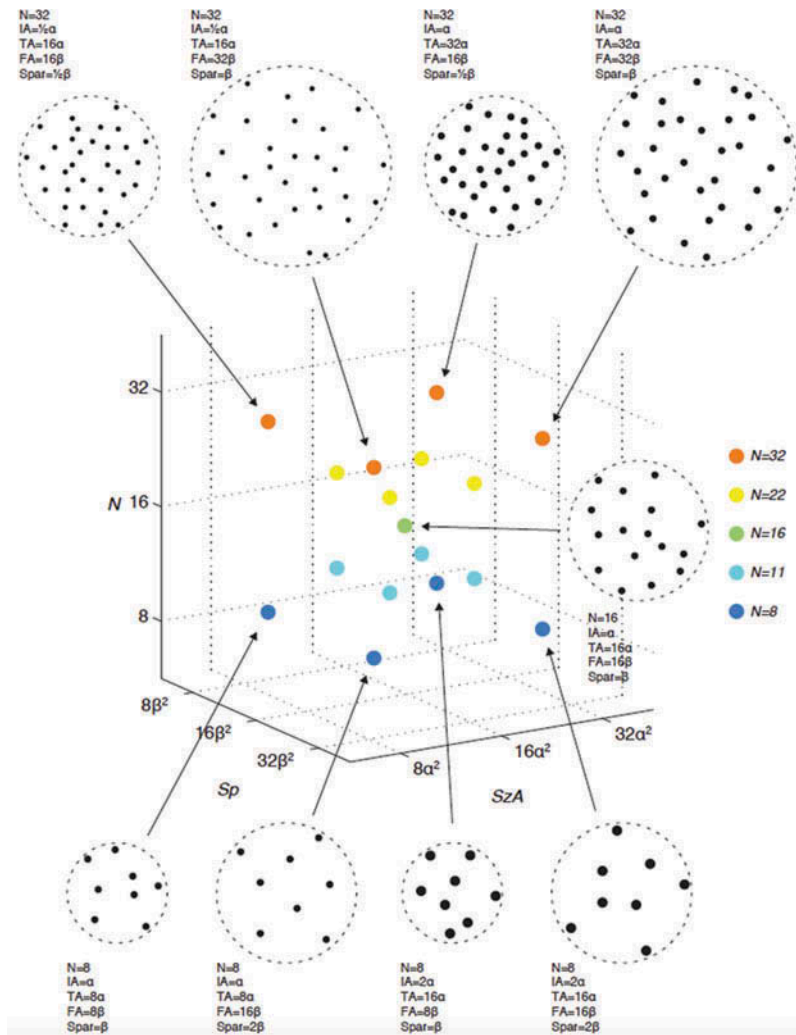 N=32
IA=½α
TA=16α
FA=16β
Spar=½β
N=32
IA=½α
TA=16α
FA=32β
Spar=β
N=32
IA=α
TA=32α
FA=16β
Spar=½β
N=32
IA=α
TA=32α
FA=32β
Spar=β
32
N 16
8
N=32
N=22
N=16
N=11
N=8
N=16
IA=α
TA=16α
FA=16β
Spar=β
8β²
16β²
32β²
Sp
8α²
16α²
32α²
SzA
N=8
IA=α
TA=8α
FA=8β
Spar=β
N=8
IA=α
TA=8α
FA=16β
Spar=2β
N=8
IA=2α
TA=16α
FA=8β
Spar=β
N=8
IA=2α
TA=16α
FA=16β
Spar=2β